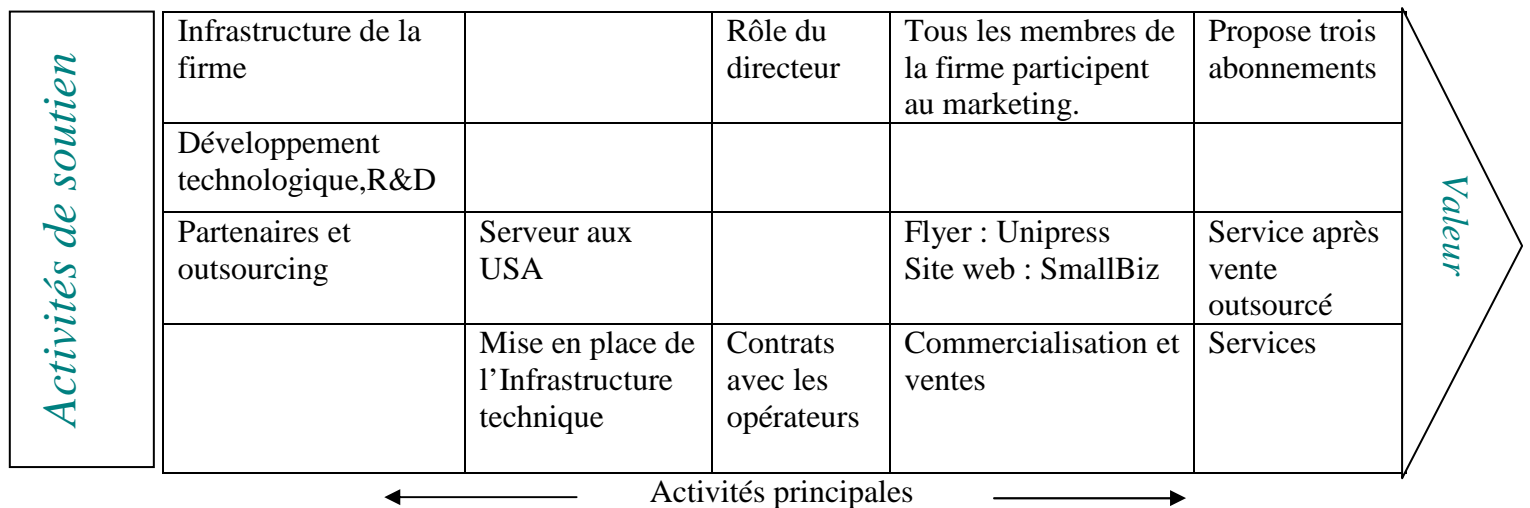 Activités de soutien
Infrastructure de la
firme
Rôle du
directeur
Tous les membres de
la firme participent
au marketing.
Propose trois
abonnements
Développement
technologique,R&D
Partenaires et
outsourcing
Serveur aux
USA
Flyer : Unipress
Site web : SmallBiz
Service après
vente
outsourcé
Mise en place de
l’Infrastructure
technique
Contrats
avec les
opérateurs
Commercialisation et
ventes
Services
Valeur
Activités principales